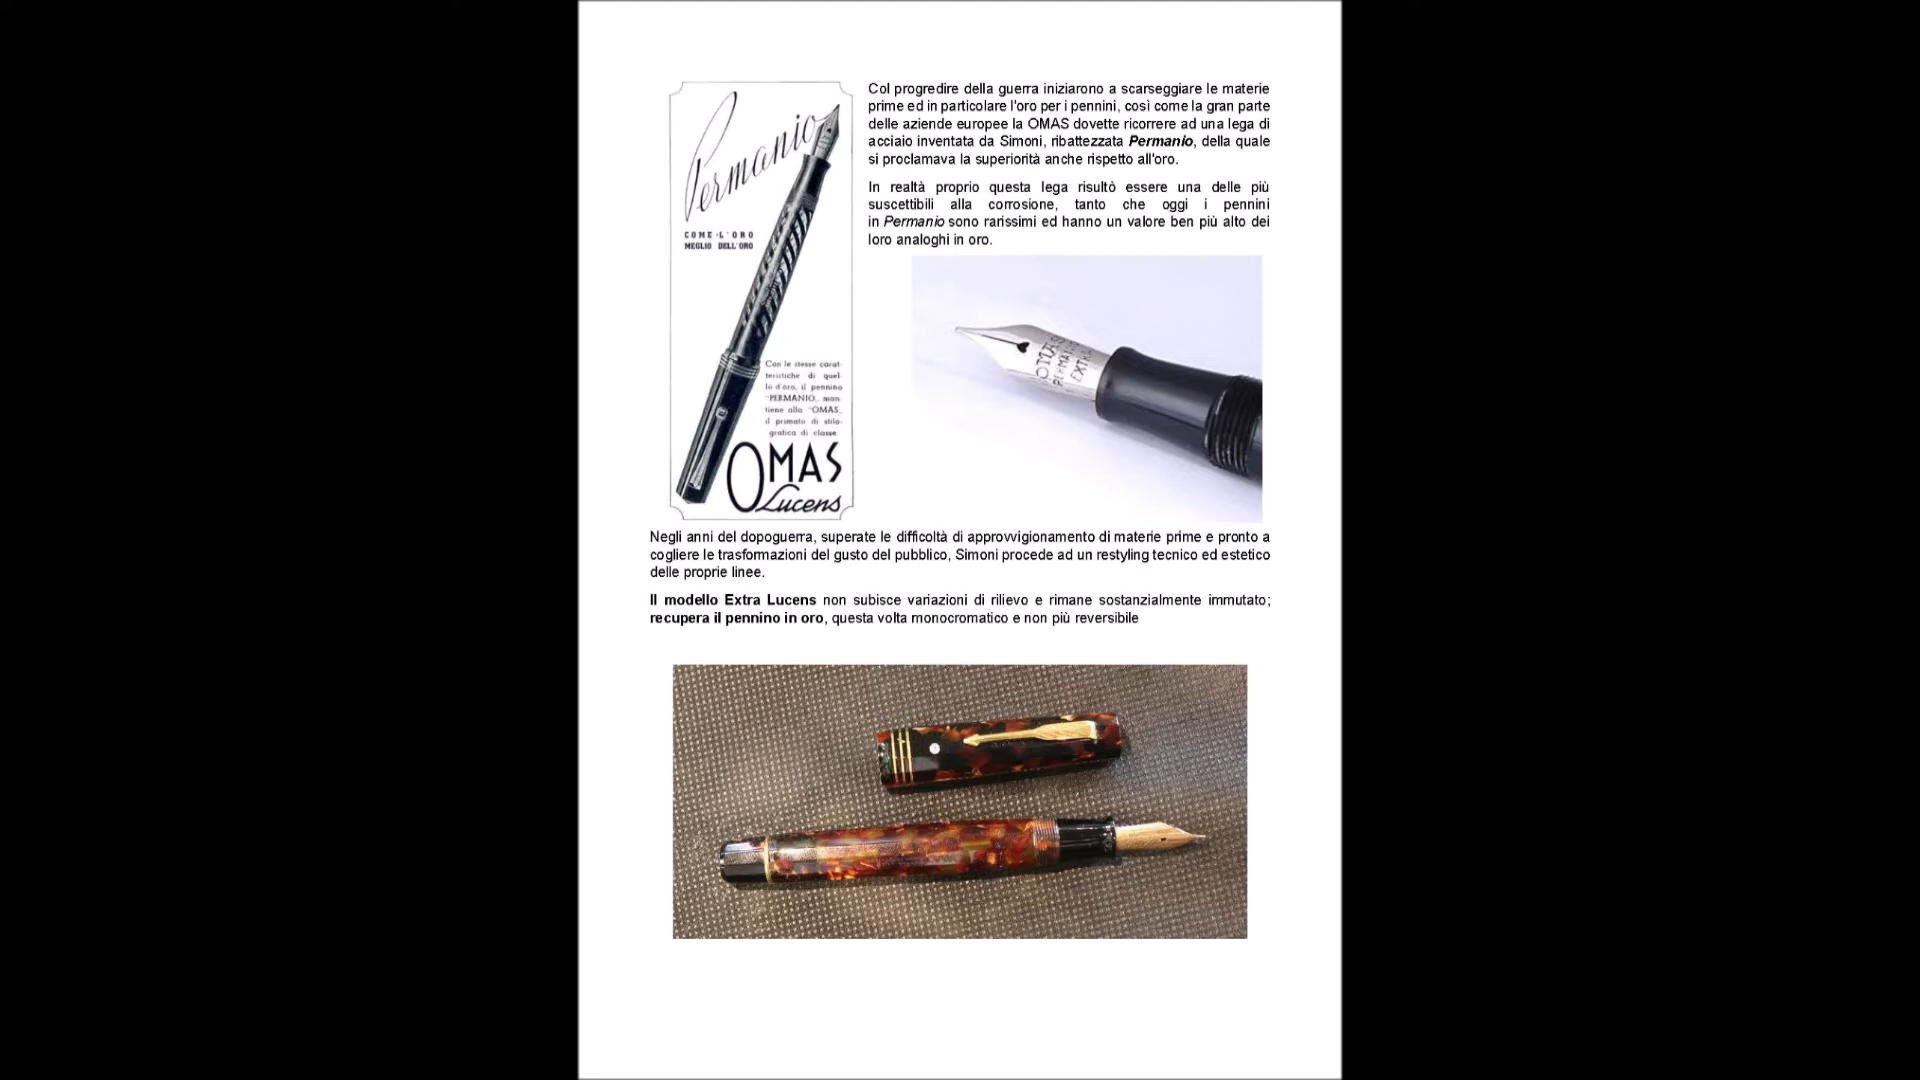 Permanio
COME L'ORO
MEGLIO DELL'ORO
Con le stesse carat-
teristiche di quel-
lo d'oro, il pennino
"PERMANIO" man-
tiene alla "OMAS"
il primato di stilo-
grafica di classe.
OMAS
Lucens
Col progredire della guerra iniziarono a scarseggiare le materie
prime ed in particolare l'oro per i pennini, così come la gran parte
delle aziende europee la OMAS dovette ricorrere ad una lega di
acciaio inventata da Simoni, ribattezzata Permanio, della quale
si proclamava la superiorità anche rispetto all'oro.
In realtà proprio questa lega risultò essere una delle più
suscettibili alla corrosione, tanto che oggi i pennini
in Permanio sono rarissimi ed hanno un valore ben più alto dei
loro analoghi in oro.
OMAS
EXTRA
Negli anni del dopoguerra, superate le difficoltà di approvvigionamento di materie prime e pronto a
cogliere le trasformazioni del gusto del pubblico, Simoni procede ad un restyling tecnico ed estetico
delle proprie linee.
Il modello Extra Lucens non subisce variazioni di rilievo e rimane sostanzialmente immutato;
recupera il pennino in oro, questa volta monocromatico e non più reversibile